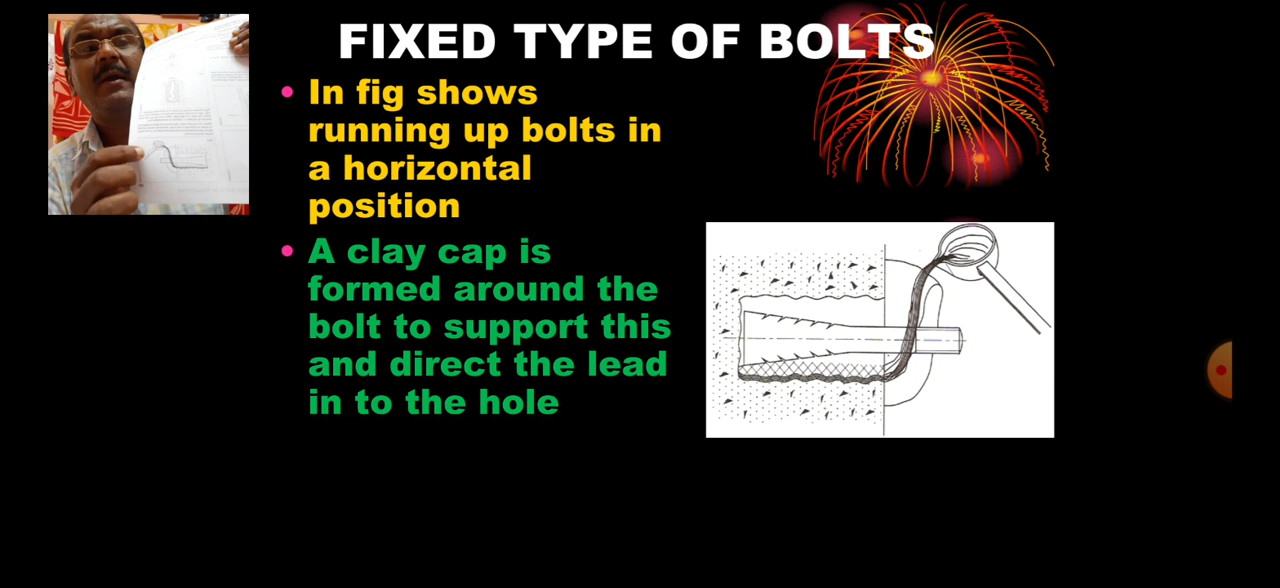 FIXED TYPE OF BOLTS
• In fig shows
running up bolts in
a horizontal
position
• A clay cap is
formed around the
bolt to support this
and direct the lead
in to the hole